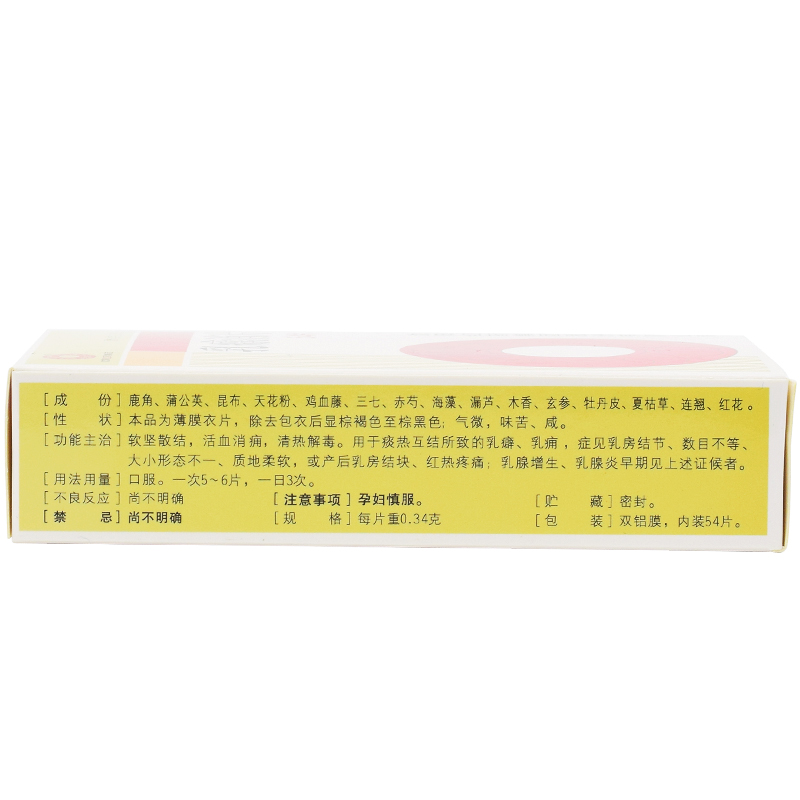 [成 份] 鹿角、蒲公英、昆布、天花粉、鸡血藤、三七、赤芍、海藻、漏芦、木香、玄参、牡丹皮、夏枯草、连翘、红花。
[性 状] 本品为薄膜衣片，除去包衣后显棕褐色至棕黑色；气微，味苦、咸。
[功能主治] 软坚散结，活血消痈，清热解毒。用于痰热互结所致的乳癖、乳痈，症见乳房结节、数目不等、
大小形态不一、质地柔软，或产后乳房结块、红热疼痛；乳腺增生、乳腺炎早期见上述证候者。
[用法用量] 口服。一次5~6片，一日3次。
[不良反应] 尚不明确 [注意事项] 孕妇慎服。 [贮 藏] 密封。
[禁 忌] 尚不明确 [规 格] 每片重0.34克 [包 装] 双铝膜，内装54片。